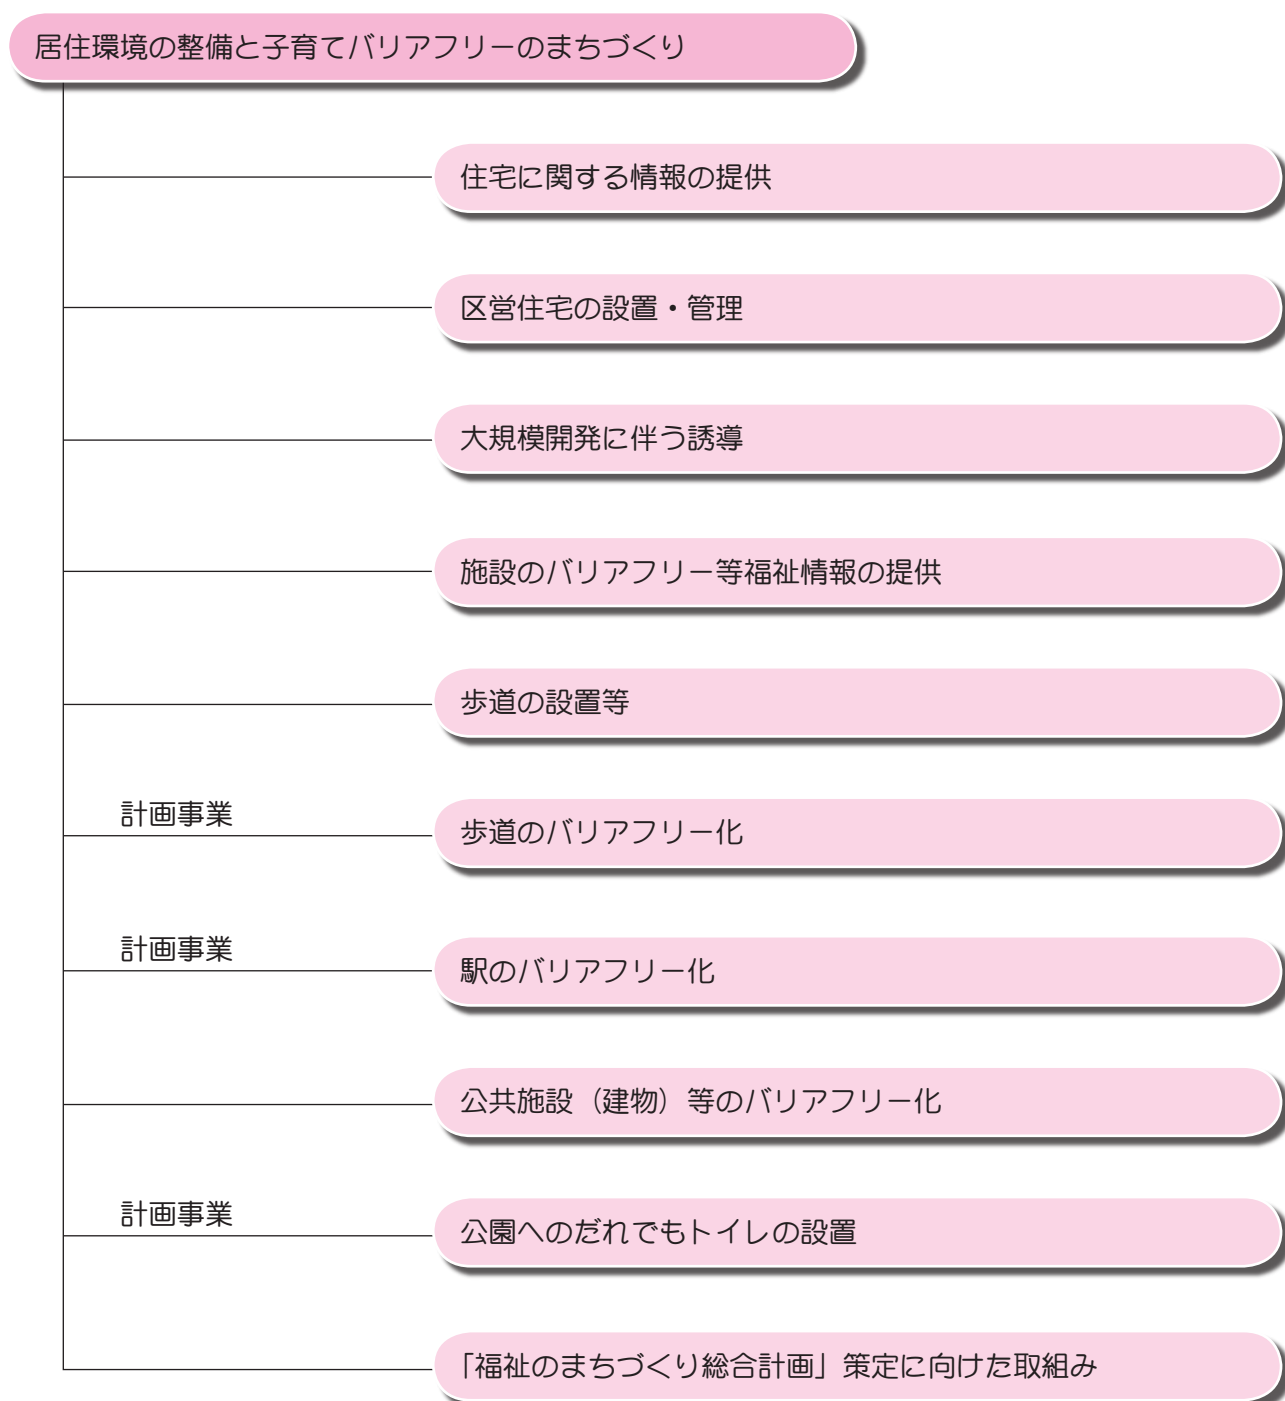 居住環境の整備と子育てバリアフリーのまちづくり
住宅に関する情報の提供
区営住宅の設置・管理
大規模開発に伴う誘導
施設のバリアフリー等福祉情報の提供
歩道の設置等
計画事業
歩道のバリアフリー化
計画事業
駅のバリアフリー化
公共施設（建物）等のバリアフリー化
計画事業
公園へのだれでもトイレの設置
「福祉のまちづくり総合計画」策定に向けた取組み